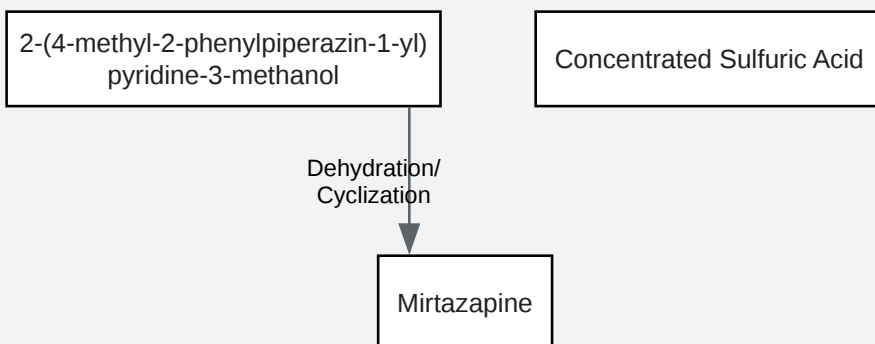 2-(4-methyl-2-phenylpiperazin-1-yl)
pyridine-3-methanol
Concentrated Sulfuric Acid
Dehydration/
Cyclization
Mirtazapine